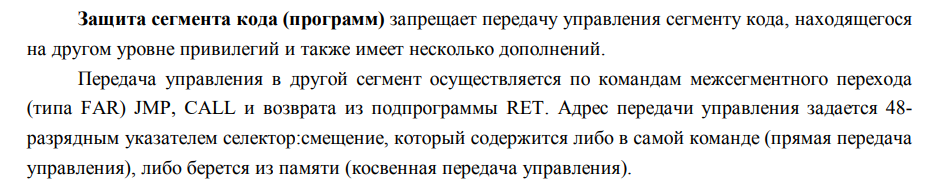 Защита сегмента кода (программ) запрещает передачу управления сегменту кода, находящегося
на другом уровне привилегий и также имеет несколько дополнений.
Передача управления в другой сегмент осуществляется по командам межсегментного перехода
(типа FAR) JMP, CALL и возврата из подпрограммы RET. Адрес передачи управления задается 48-
разрядным указателем селектор:смещение, который содержится либо в самой команде (прямая передача
управления), либо берется из памяти (косвенная передача управления).